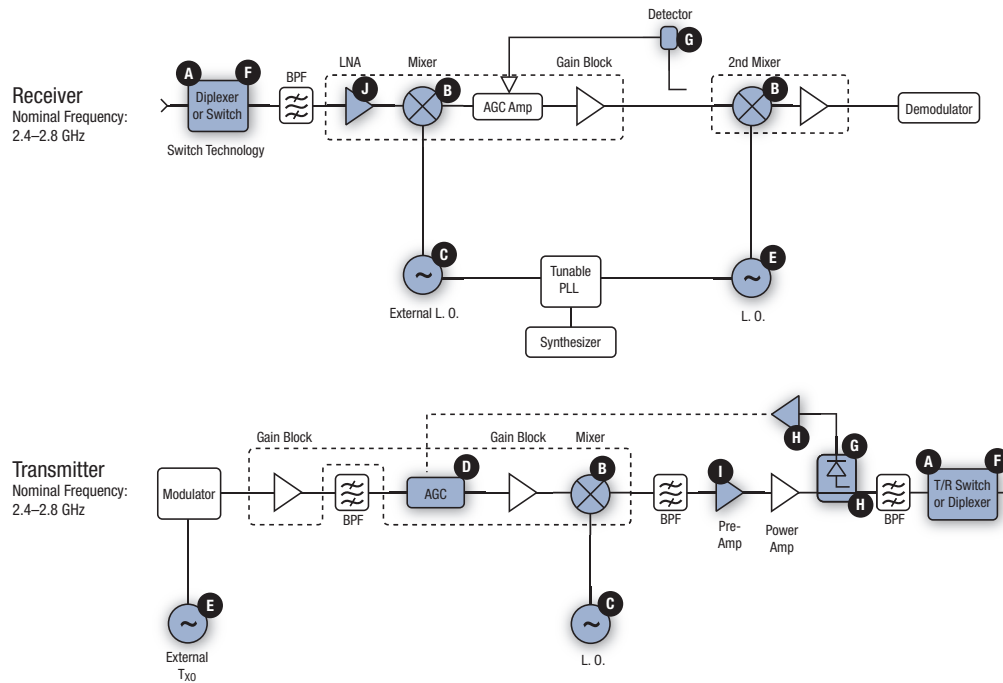 Receiver
Nominal Frequency:
2.4–2.8 GHz
A
F
Diplexer
or Switch
Switch Technology
BPF
LNA
J
Mixer
B
AGC Amp
Gain Block
Detector
G
2nd Mixer
B
Demodulator
C
External L. O.
Tunable
PLL
Synthesizer
E
L. O.
Transmitter
Nominal Frequency:
2.4–2.8 GHz
Modulator
E
External
TXO
Gain Block
BPF
D
AGC
Gain Block
Mixer
B
C
L. O.
BPF
I
Pre-
Amp
Power
Amp
H
G
H
BPF
A
F
T/R Switch
or Diplexer